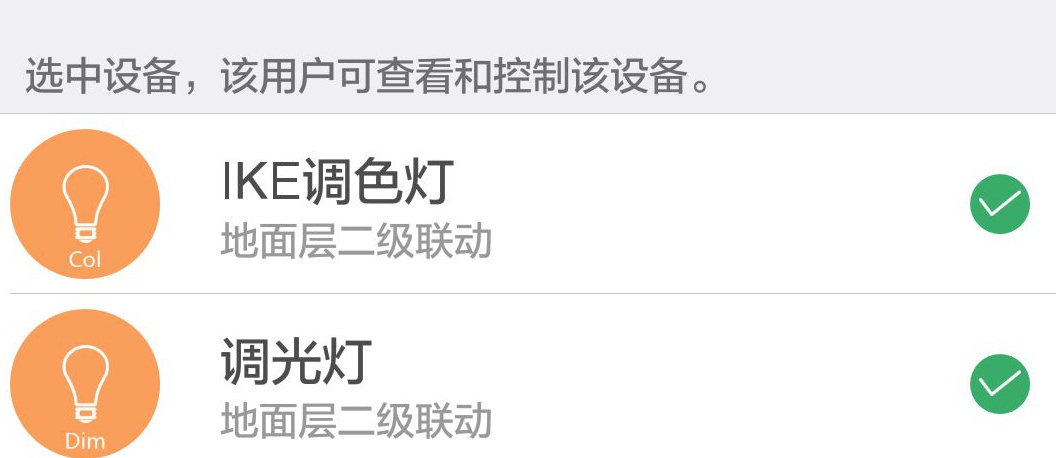 选中设备，该用户可查看和控制该设备。
IKE调色灯
地面层二级联动
Col
调光灯
地面层二级联动
Dim